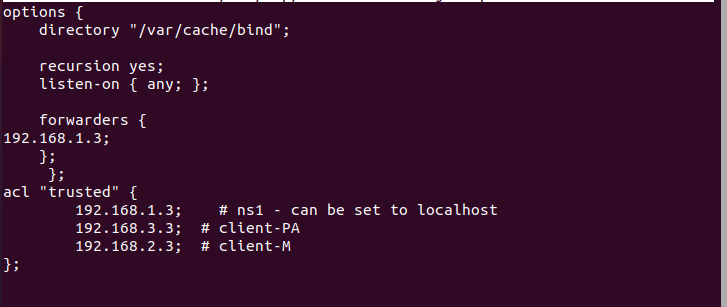 options {
    directory "/var/cache/bind";

    recursion yes;
    listen-on { any; };

    forwarders {
192.168.1.3;
    };
     };
acl "trusted" {
        192.168.1.3;    # ns1 - can be set to localhost
        192.168.3.3;  # client-PA
        192.168.2.3;  # client-M
};